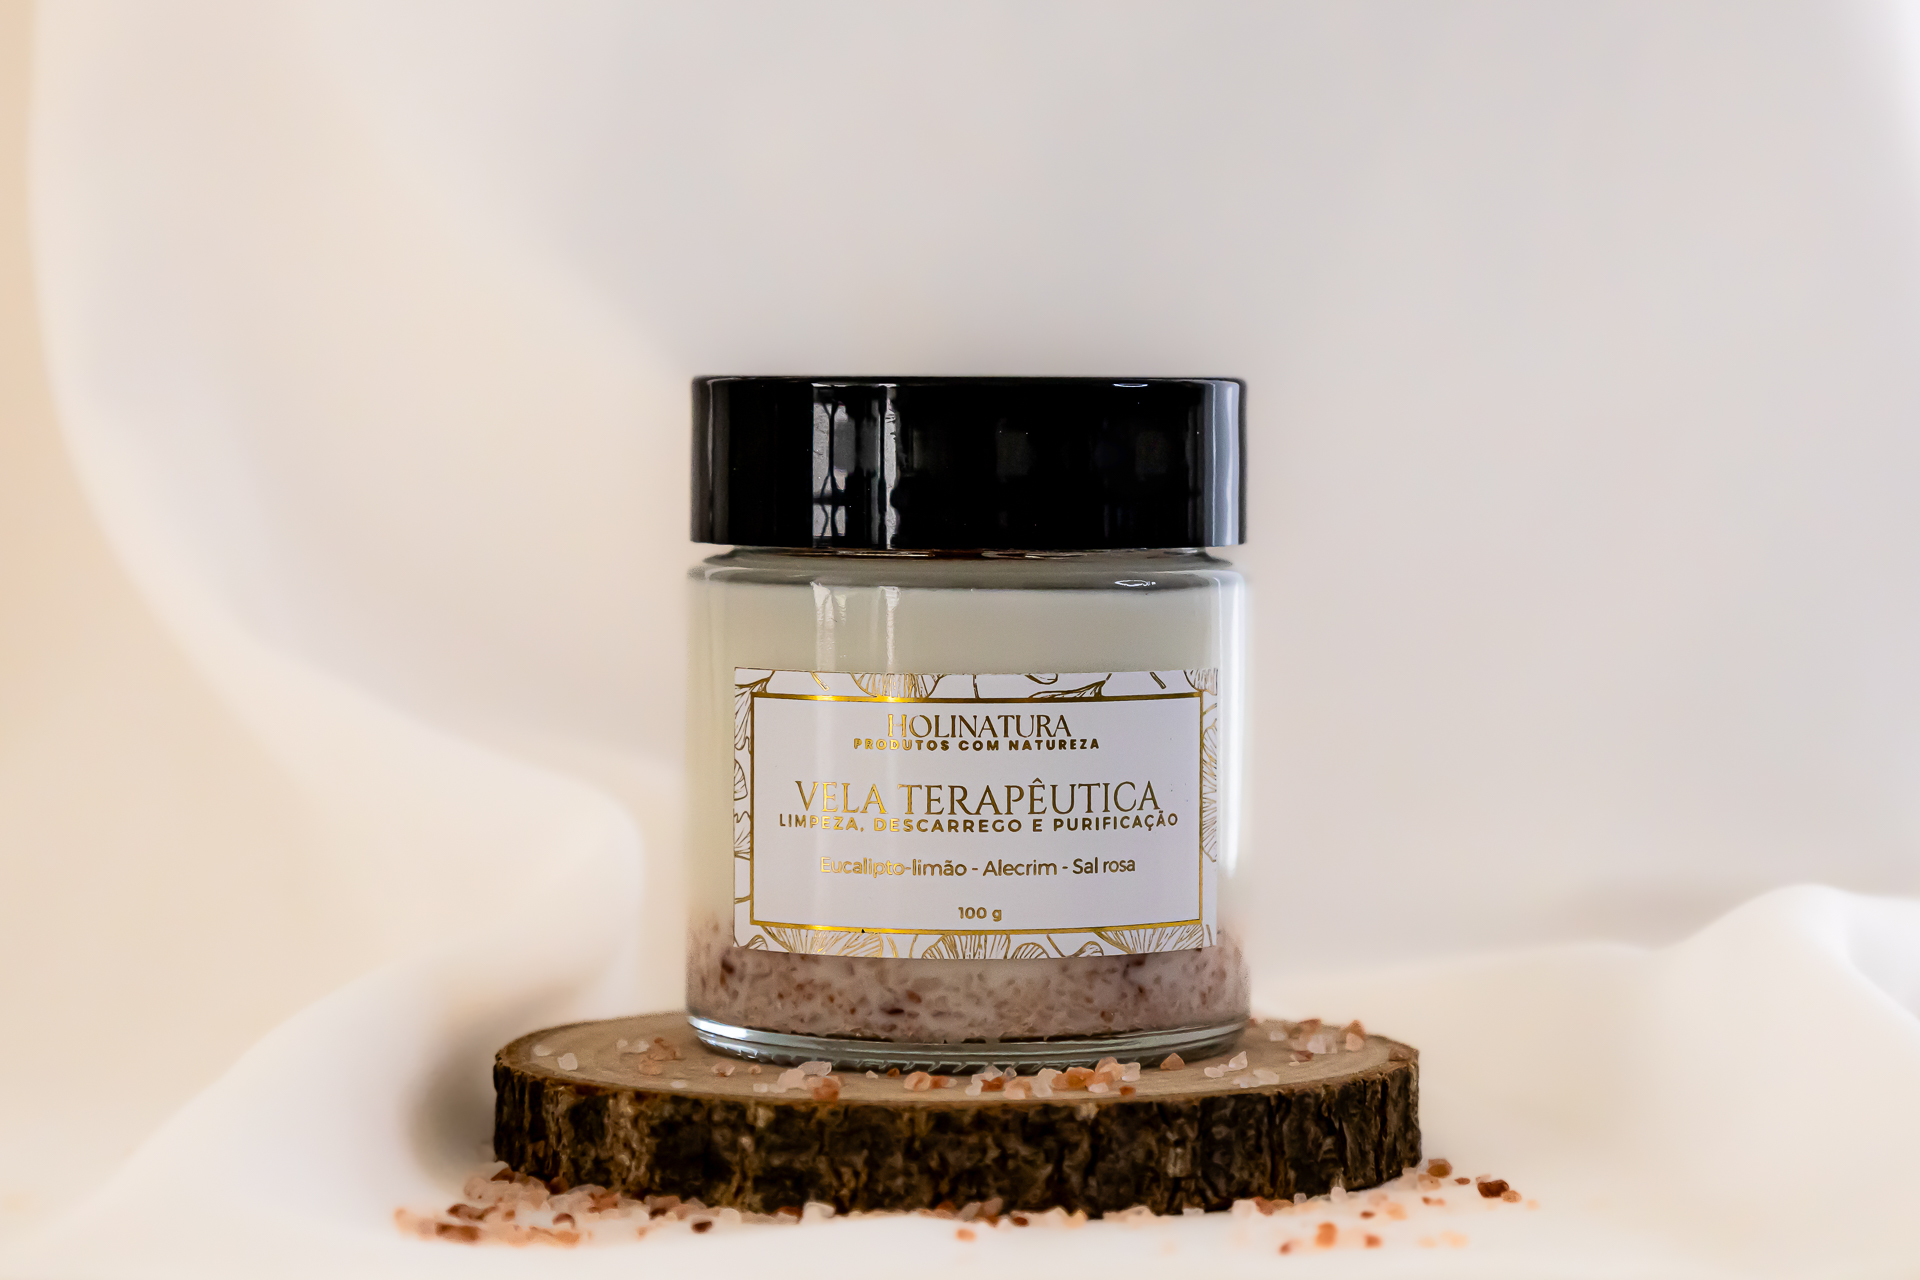 HOLINATURA
PRODUTOS COM NATUREZA
VELA TERAPÊUTICA
LIMPEZA, DESCARREGO E PURIFICAÇÃO
Eucalipto-limão - Alecrim - Sal rosa
100 g